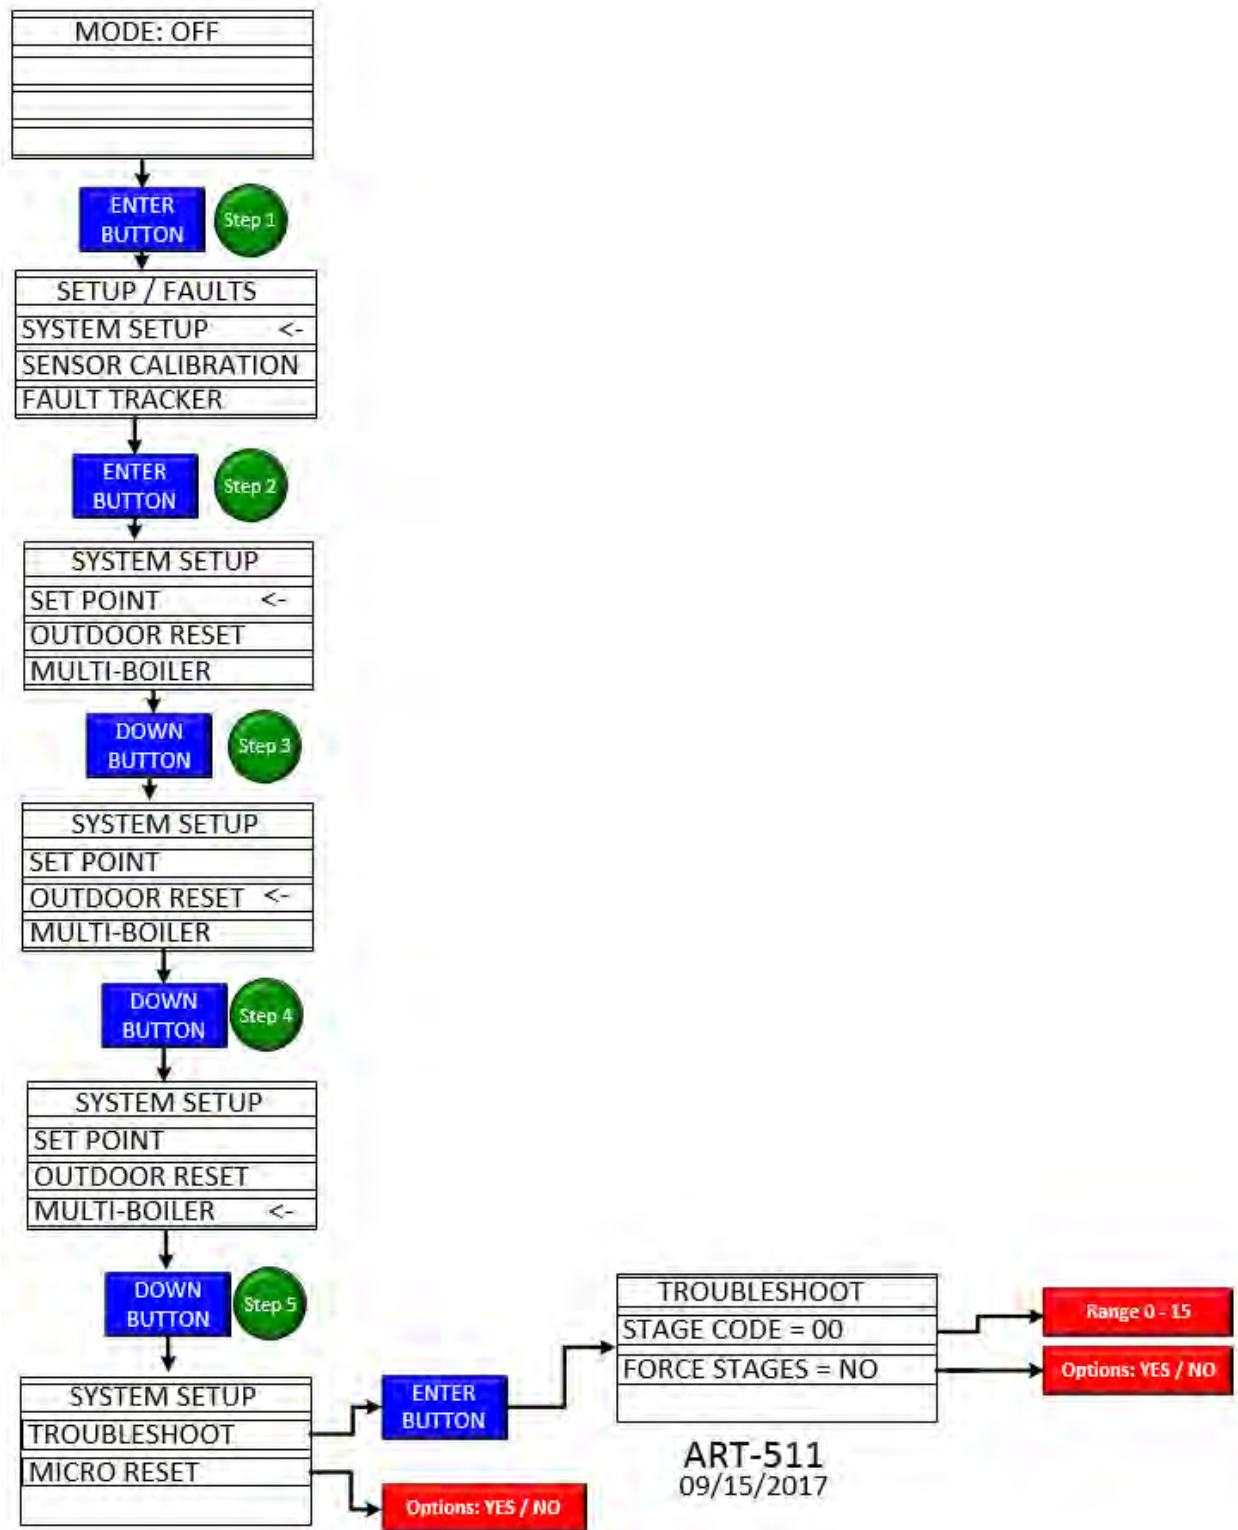 MODE: OFF
ENTER
BUTTON
Step 1
SETUP / FAULTS
SYSTEM SETUP <-
SENSOR CALIBRATION
FAULT TRACKER
ENTER
BUTTON
Step 2
SYSTEM SETUP
SET POINT <-
OUTDOOR RESET
MULTI-BOILER
DOWN
BUTTON
Step 3
SYSTEM SETUP
SET POINT
OUTDOOR RESET <-
MULTI-BOILER
DOWN
BUTTON
Step 4
SYSTEM SETUP
SET POINT
OUTDOOR RESET
MULTI-BOILER <-
DOWN
BUTTON
Step 5
SYSTEM SETUP
TROUBLESHOOT
MICRO RESET
ENTER
BUTTON
Options: YES / NO
TROUBLESHOOT
STAGE CODE = 00
FORCE STAGES = NO
Range 0 - 15
Options: YES / NO
ART-511
09/15/2017